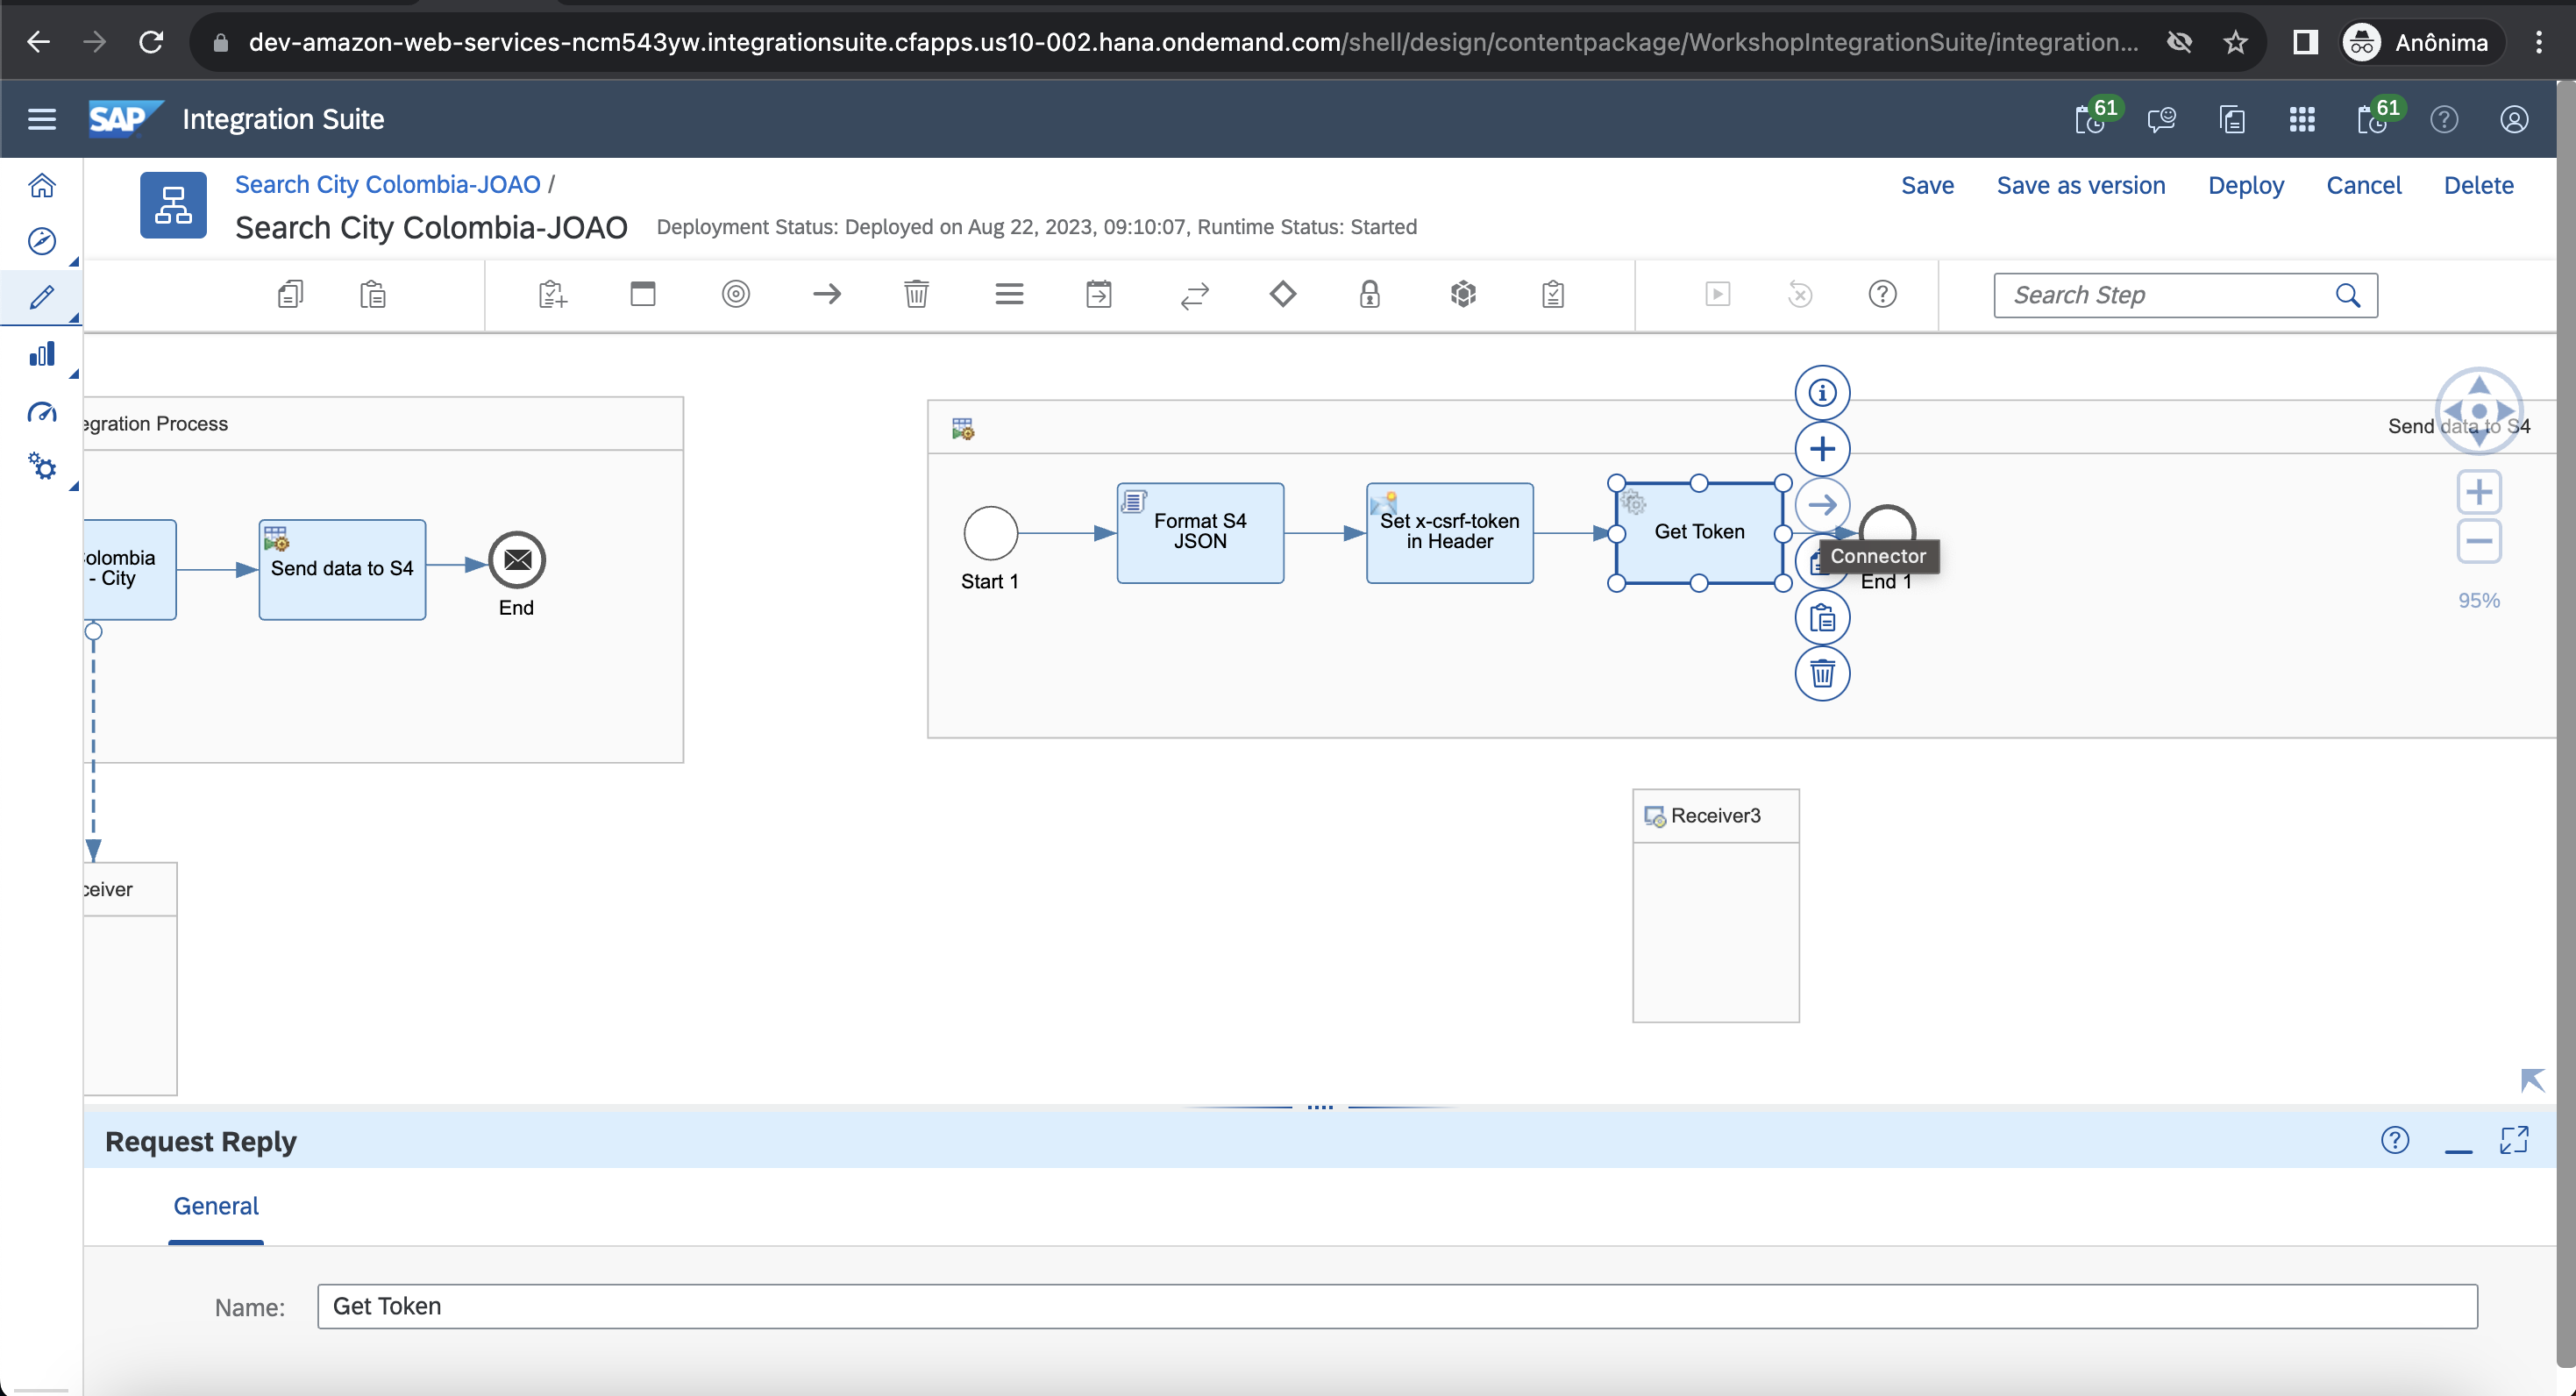 dev-amazon-web-services-ncm543yw.integrationsuite.cfapps.us10-002.hana.ondemand.com/shell/design/contentpackage/WorkshopIntegrationSuite/integration...
Anônima
SAP Integration Suite
61
61
Search City Colombia-JOAO /
Search City Colombia-JOAO
Deployment Status: Deployed on Aug 22, 2023, 09:10:07, Runtime Status: Started
Save
Save as version
Deploy
Cancel
Delete
Search Step
egration Process
Send data to S4
olombia
- City
Send data to S4
End
Start 1
Format S4
JSON
Set x-csrf-token
in Header
Get Token
Connector
End 1
95%
Receiver3
ceiver
Request Reply
General
Name:
Get Token